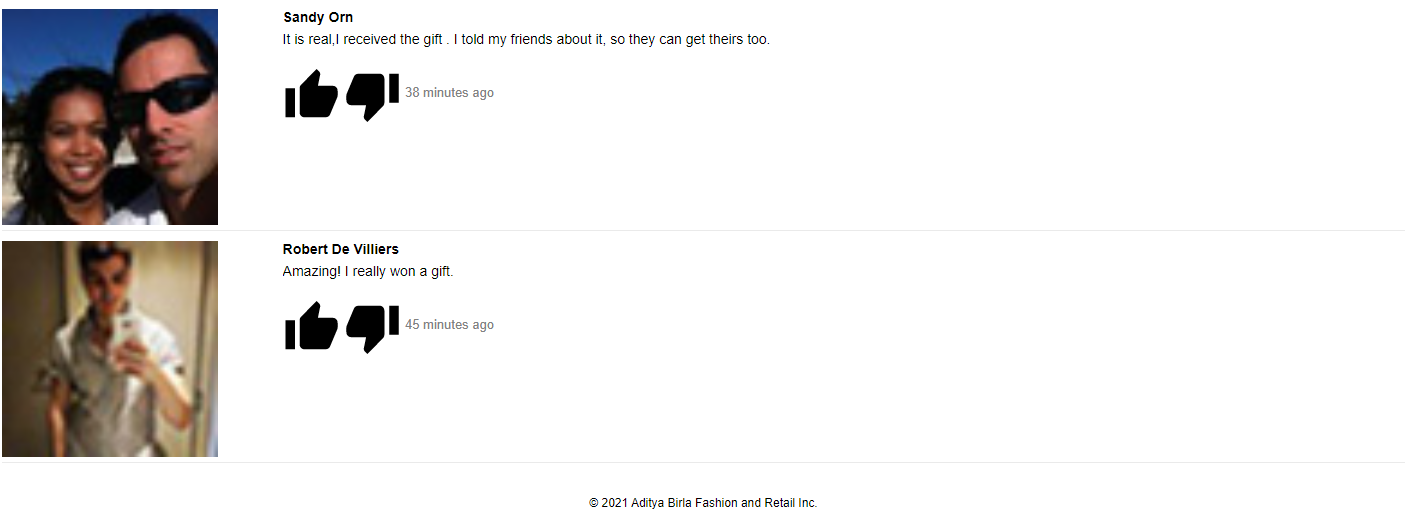 Sandy Orn
It is real,I received the gift . I told my friends about it, so they can get theirs too.
38 minutes ago
Robert De Villiers
Amazing! I really won a gift.
45 minutes ago
© 2021 Aditya Birla Fashion and Retail Inc.